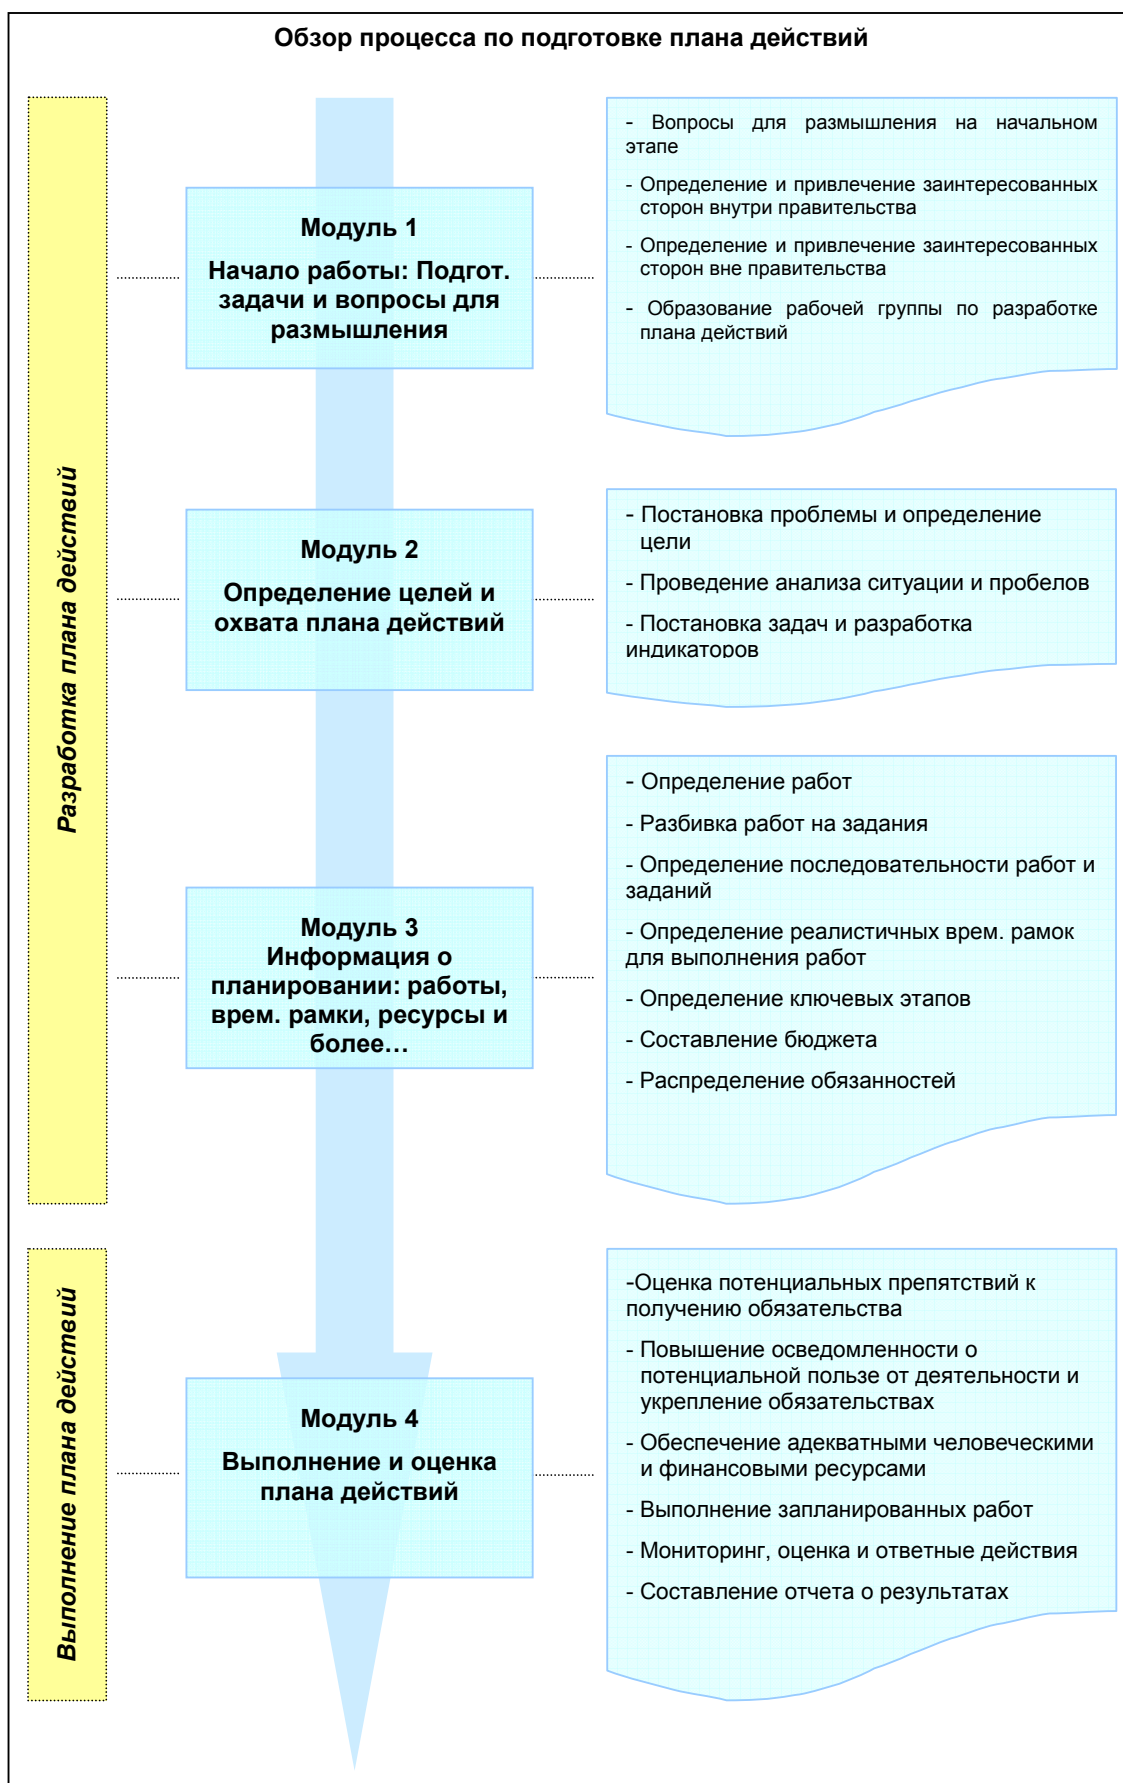 Обзор процесса по подготовке плана действий
Разработка плана действий
Модуль 1
Начало работы: Подгот.
задачи и вопросы для
размышления
- Вопросы для размышления на начальном
этапе
- Определение и привлечение заинтересованных
сторон внутри правительства
- Определение и привлечение заинтересованных
сторон вне правительства
- Образование рабочей группы по разработке
плана действий
Модуль 2
Определение целей и
охвата плана действий
- Постановка проблемы и определение
цели
- Проведение анализа ситуации и пробелов
- Постановка задач и разработка
индикаторов
Модуль 3
Информация о
планировании: работы,
врем. рамки, ресурсы и
более…
- Определение работ
- Разбивка работ на задания
- Определение последовательности работ и
заданий
- Определение реалистичных врем. рамок
для выполнения работ
- Определение ключевых этапов
- Составление бюджета
- Распределение обязанностей
Выполнение плана действий
Модуль 4
Выполнение и оценка
плана действий
-Оценка потенциальных препятствий к
получению обязательства
- Повышение осведомленности о
потенциальной пользе от деятельности и
укрепление обязательствах
- Обеспечение адекватными человеческими
и финансовыми ресурсами
- Выполнение запланированных работ
- Мониторинг, оценка и ответные действия
- Составление отчета о результатах